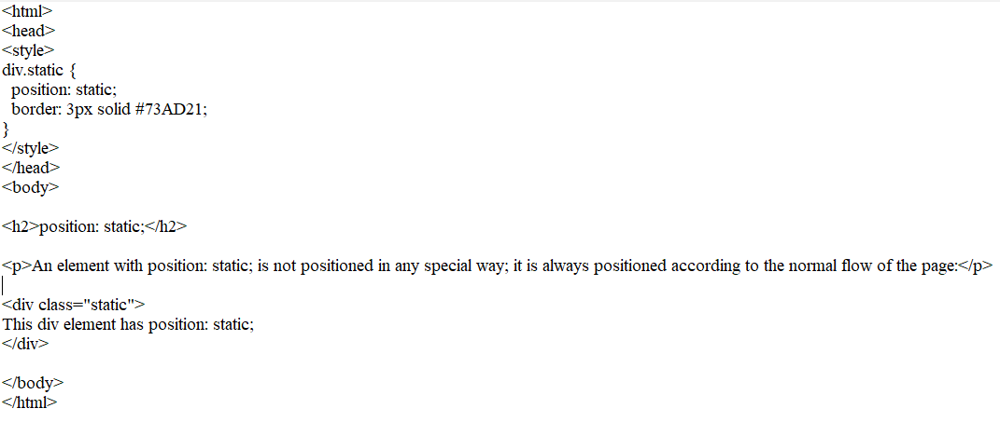 <html>
<head>
<style>
div.static {
  position: static;
  border: 3px solid #73AD21;
}
</style>
</head>
<body>

<h2>position: static;</h2>

<p>An element with position: static; is not positioned in any special way; it is always positioned according to the normal flow of the page:</p>

<div class="static">
This div element has position: static;
</div>

</body>
</html>